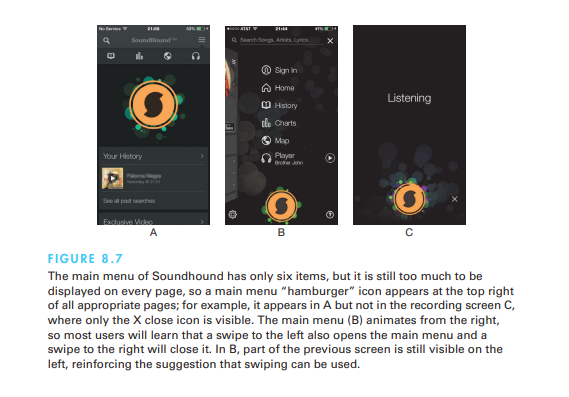 No Service 21:58 53%
SoundHound
Your History
Paloma Negra
See all past searches
Exclusive Video
AT&T 21:44 41%
Search Songs, Artists, Lyrics
Sign In
Home
History
Charts
Map
Player
Brother John
Listening
A B C
FIGURE 8.7
The main menu of Soundhound has only six items, but it is still too much to be
displayed on every page, so a main menu “hamburger” icon appears at the top right
of all appropriate pages; for example, it appears in A but not in the recording screen C,
where only the X close icon is visible. The main menu (B) animates from the right,
so most users will learn that a swipe to the left also opens the main menu and a
swipe to the right will close it. In B, part of the previous screen is still visible on the
left, reinforcing the suggestion that swiping can be used.